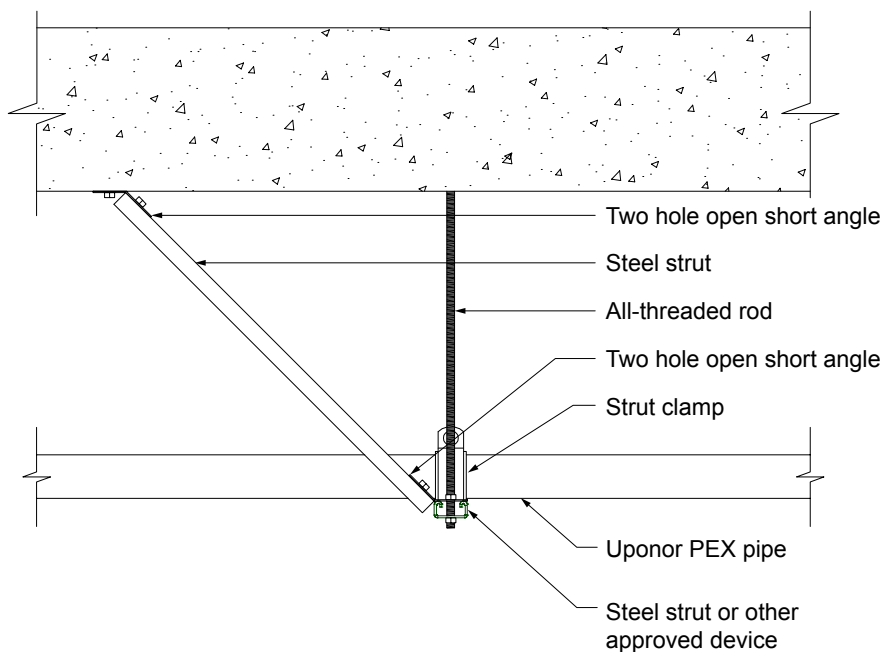 Two hole open short angle
Steel strut
All-threaded rod
Two hole open short angle
Strut clamp
Uponor PEX pipe
Steel strut or other
approved device